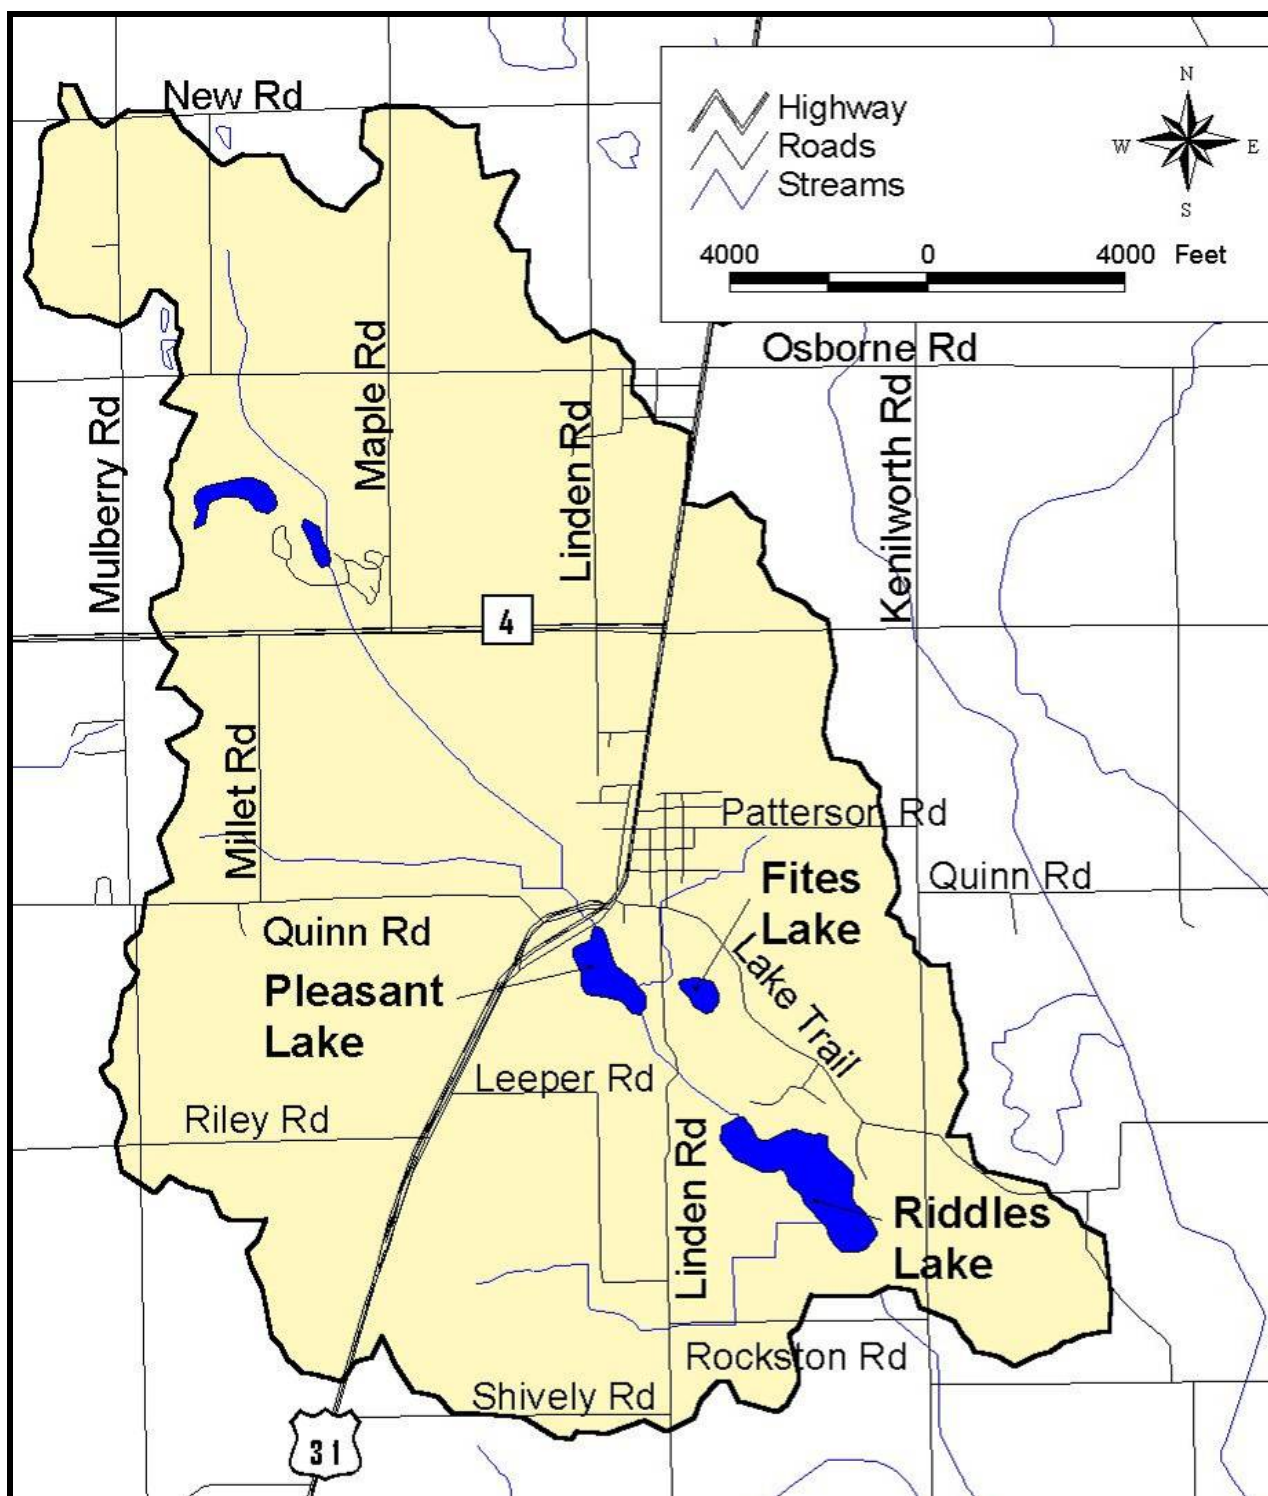 New Rd
Highway
Roads
Streams
N
W
E
S
4000
0
4000 Feet
Osborne Rd
Maple Rd
Mulberry Rd
Linden Rd
Kenilworth Rd
4
Millet Rd
Patterson Rd
Fites
Lake
Quinn Rd
Quinn Rd
Lake Trail
Pleasant
Lake
Leeper Rd
Riley Rd
Linden Rd
Riddles
Lake
Rockston Rd
Shively Rd
31